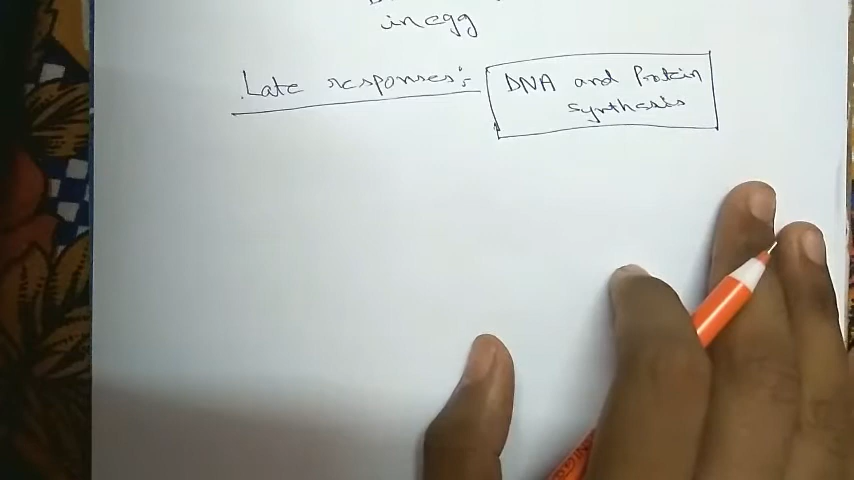 in egg
Late responses:- DNA and Protein
synthesis